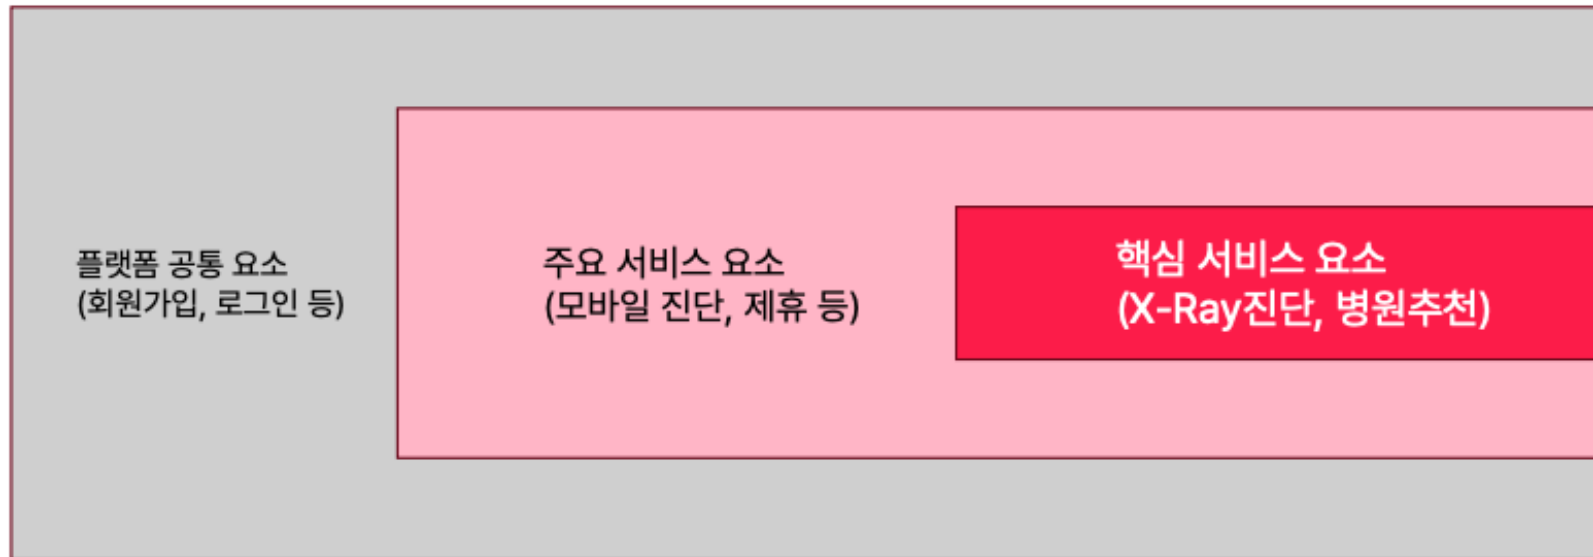 플랫폼 공통 요소
(회원가입, 로그인 등)
주요 서비스 요소
(모바일 진단, 제휴 등)
핵심 서비스 요소
(X-Ray진단, 병원추천)